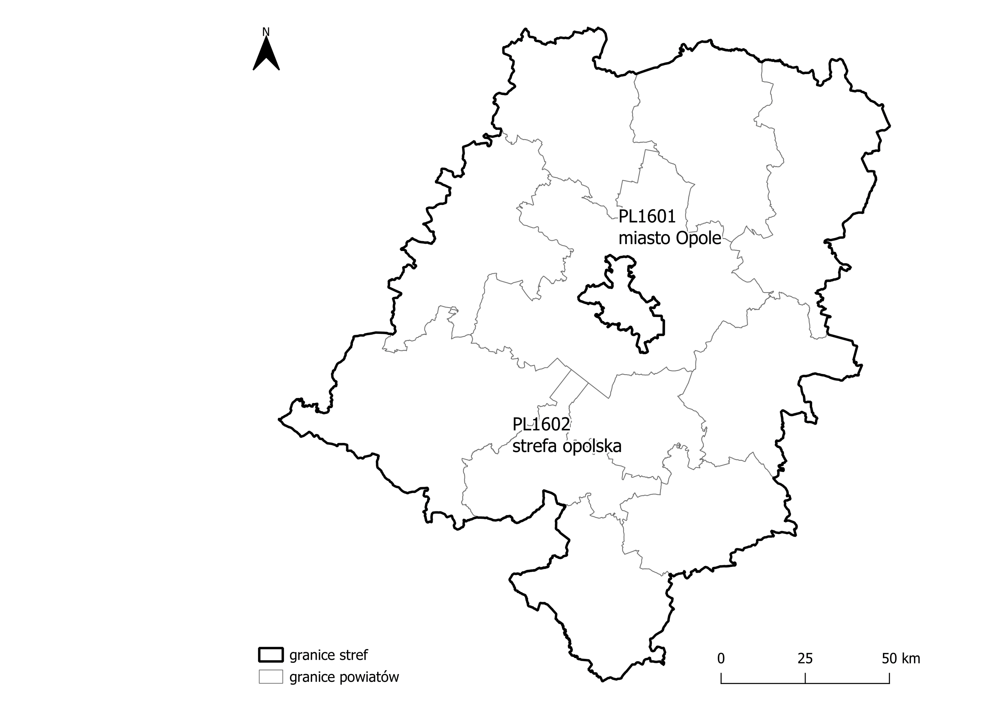 N
PL1601
miasto Opole
PL1602
strefa opolska
granice stref
granice powiatów
0 25 50 km